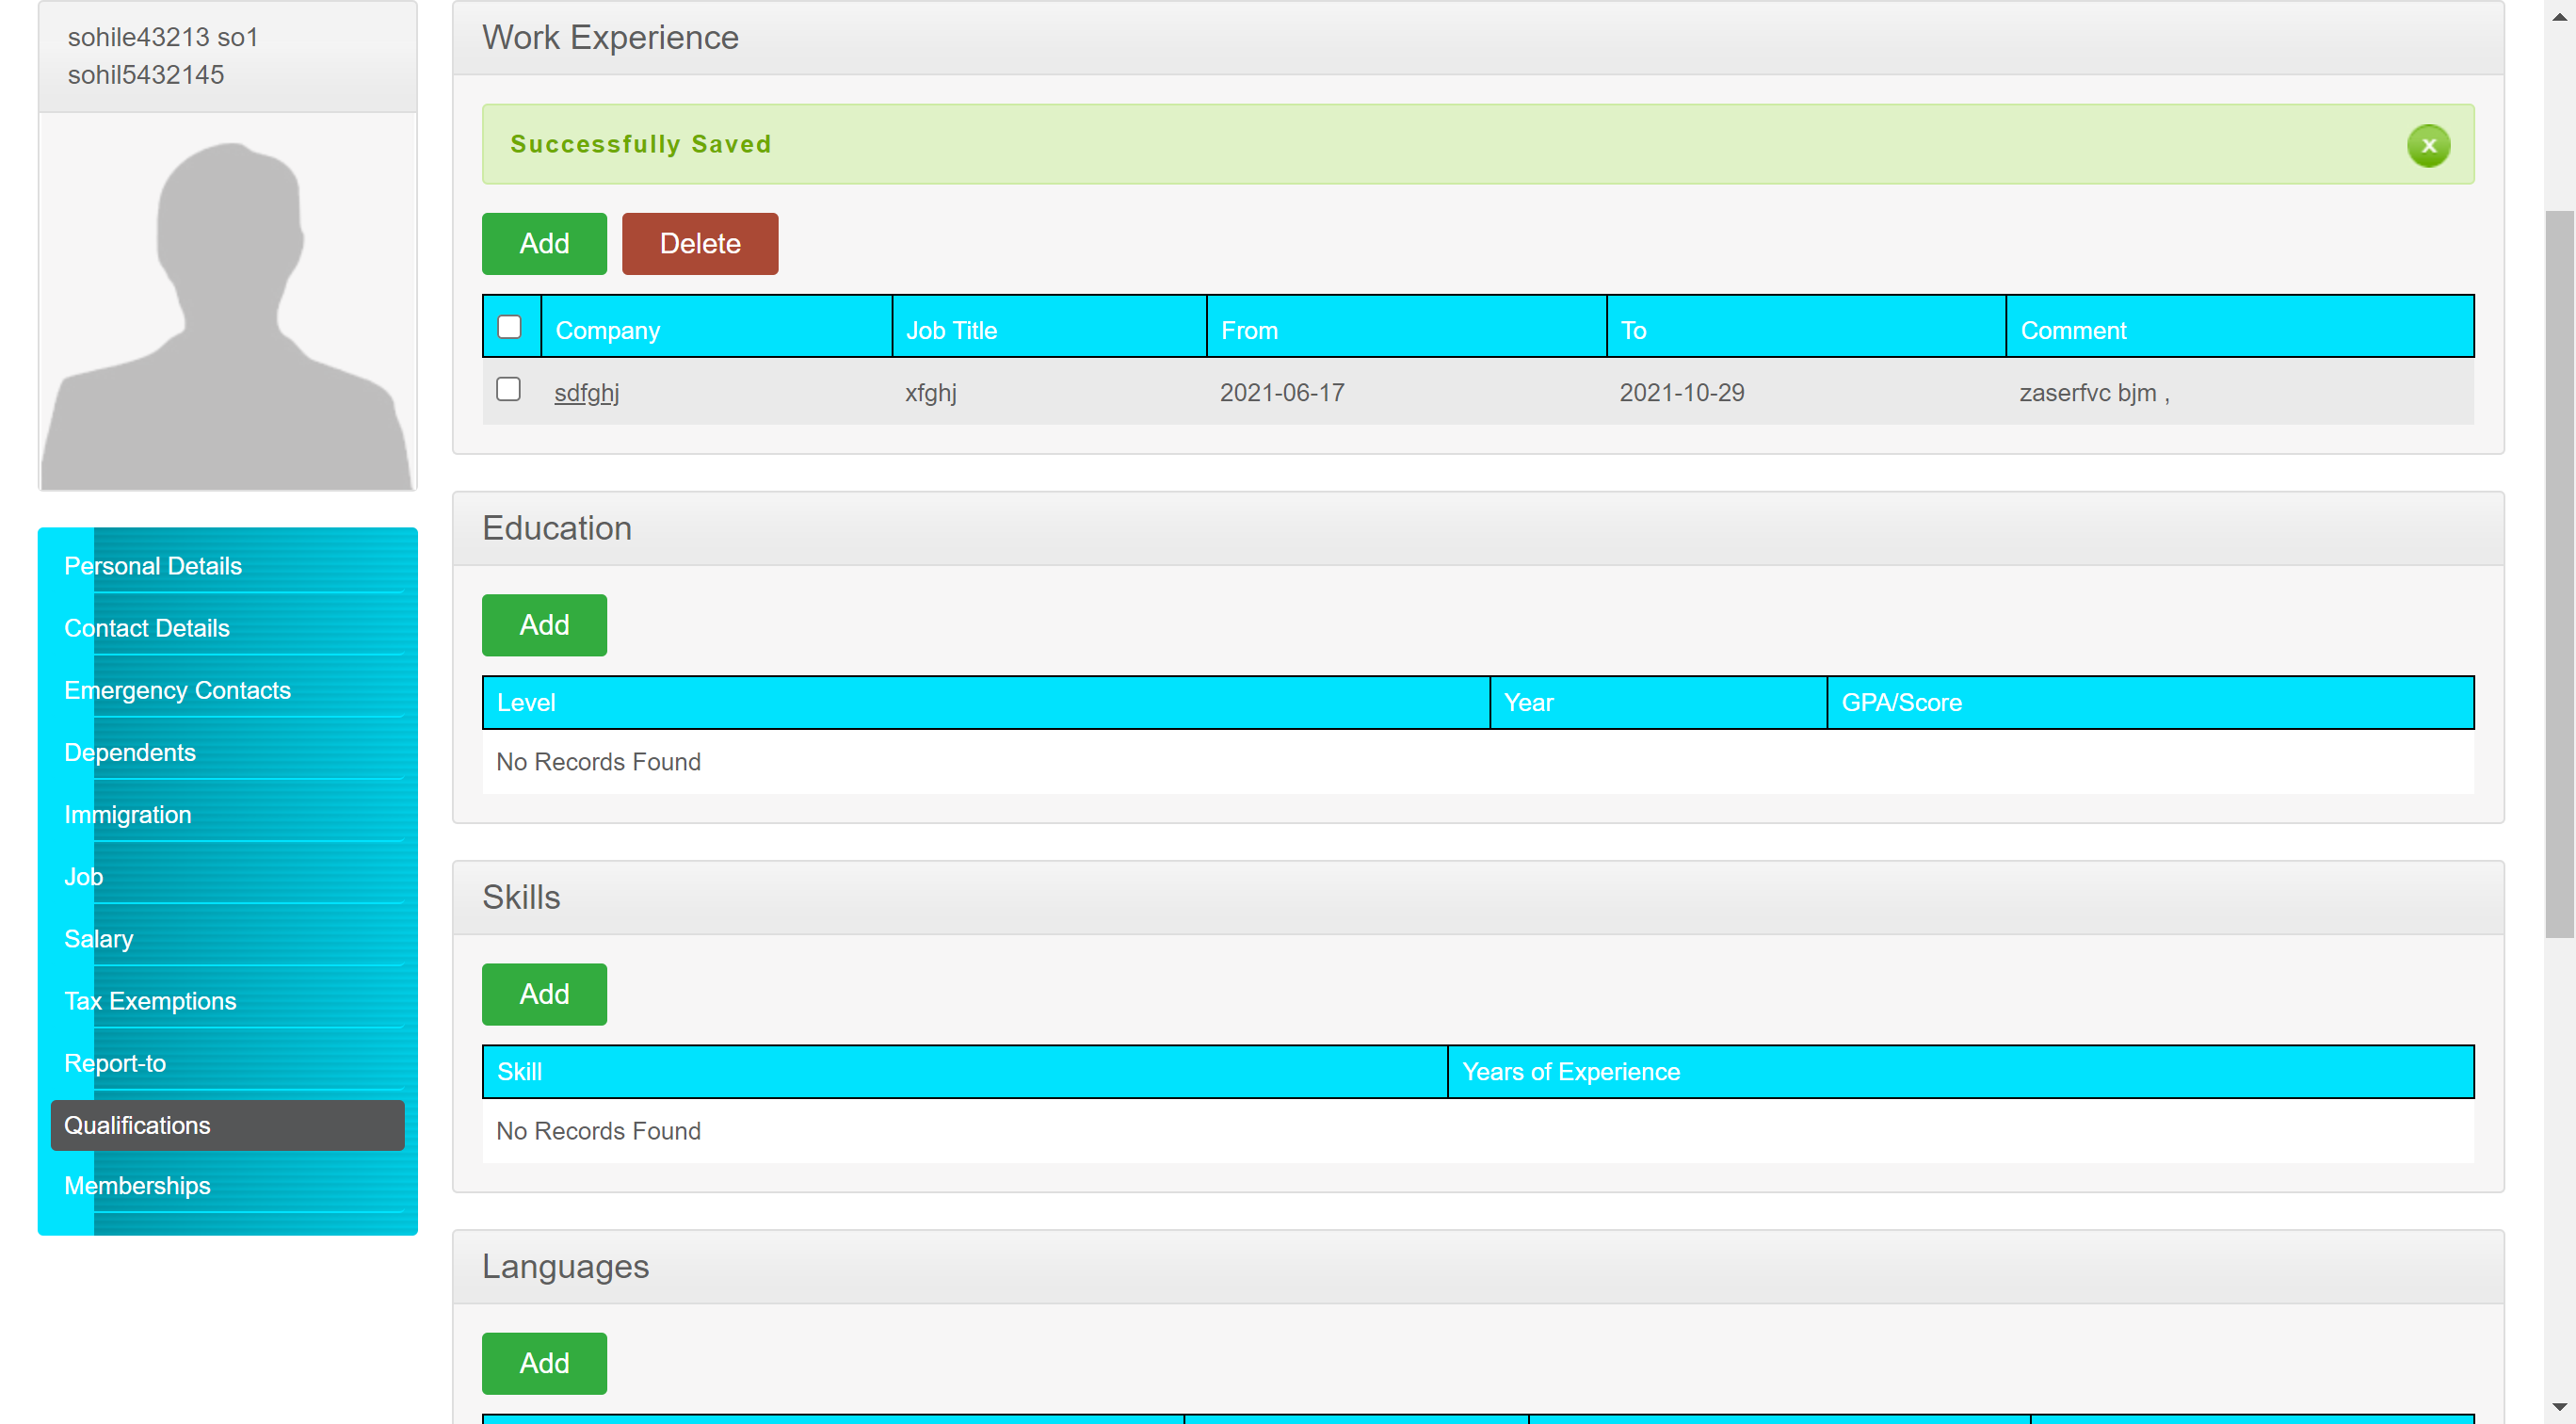 sohile43213 so1
sohil5432145
Personal Details
Contact Details
Emergency Contacts
Dependents
Immigration
Job
Salary
Tax Exemptions
Report-to
Qualifications
Memberships
Work Experience
Successfully Saved
x
Add Delete
Company Job Title From To Comment
sdfghj xfghj 2021-06-17 2021-10-29 zaserfvc bjm ,
Education
Add
Level Year GPA/Score
No Records Found
Skills
Add
Skill Years of Experience
No Records Found
Languages
Add